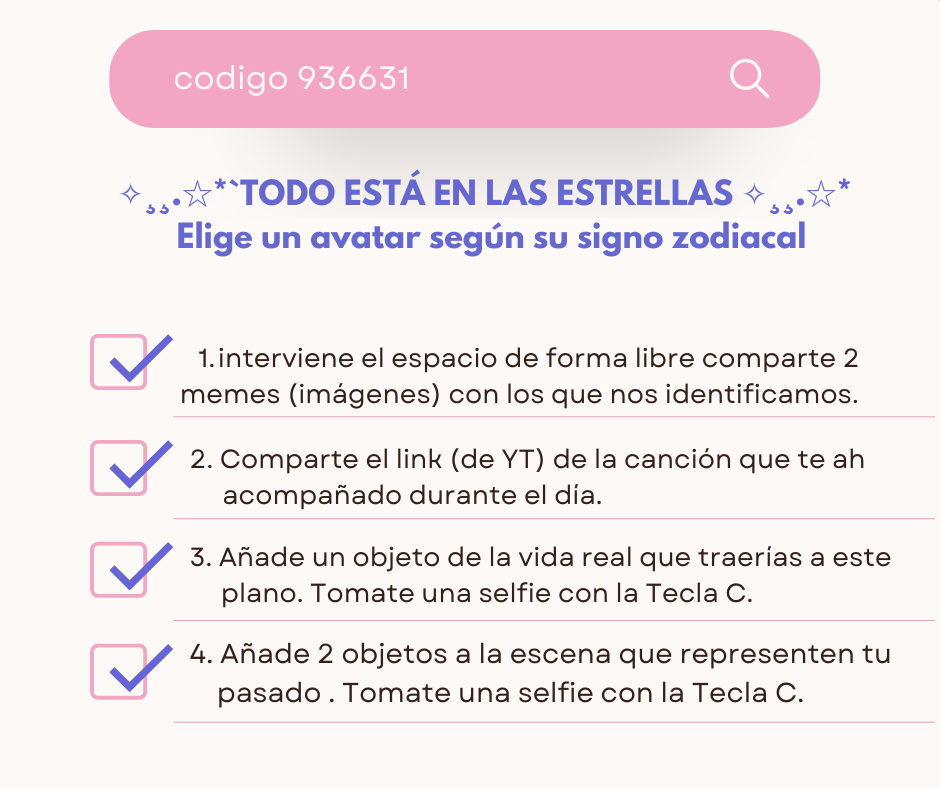 codigo 936631
✧¸¸.☆*`TODO ESTÁ EN LAS ESTRELLAS ✧¸¸.☆*
Elige un avatar según su signo zodiacal
1. interviene el espacio de forma libre comparte 2
memes (imágenes) con los que nos identificamos.
2. Comparte el link (de YT) de la canción que te ah
acompañado durante el día.
3. Añade un objeto de la vida real que traerías a este
plano. Tomate una selfie con la Tecla C.
4. Añade 2 objetos a la escena que representen tu
pasado . Tomate una selfie con la Tecla C.